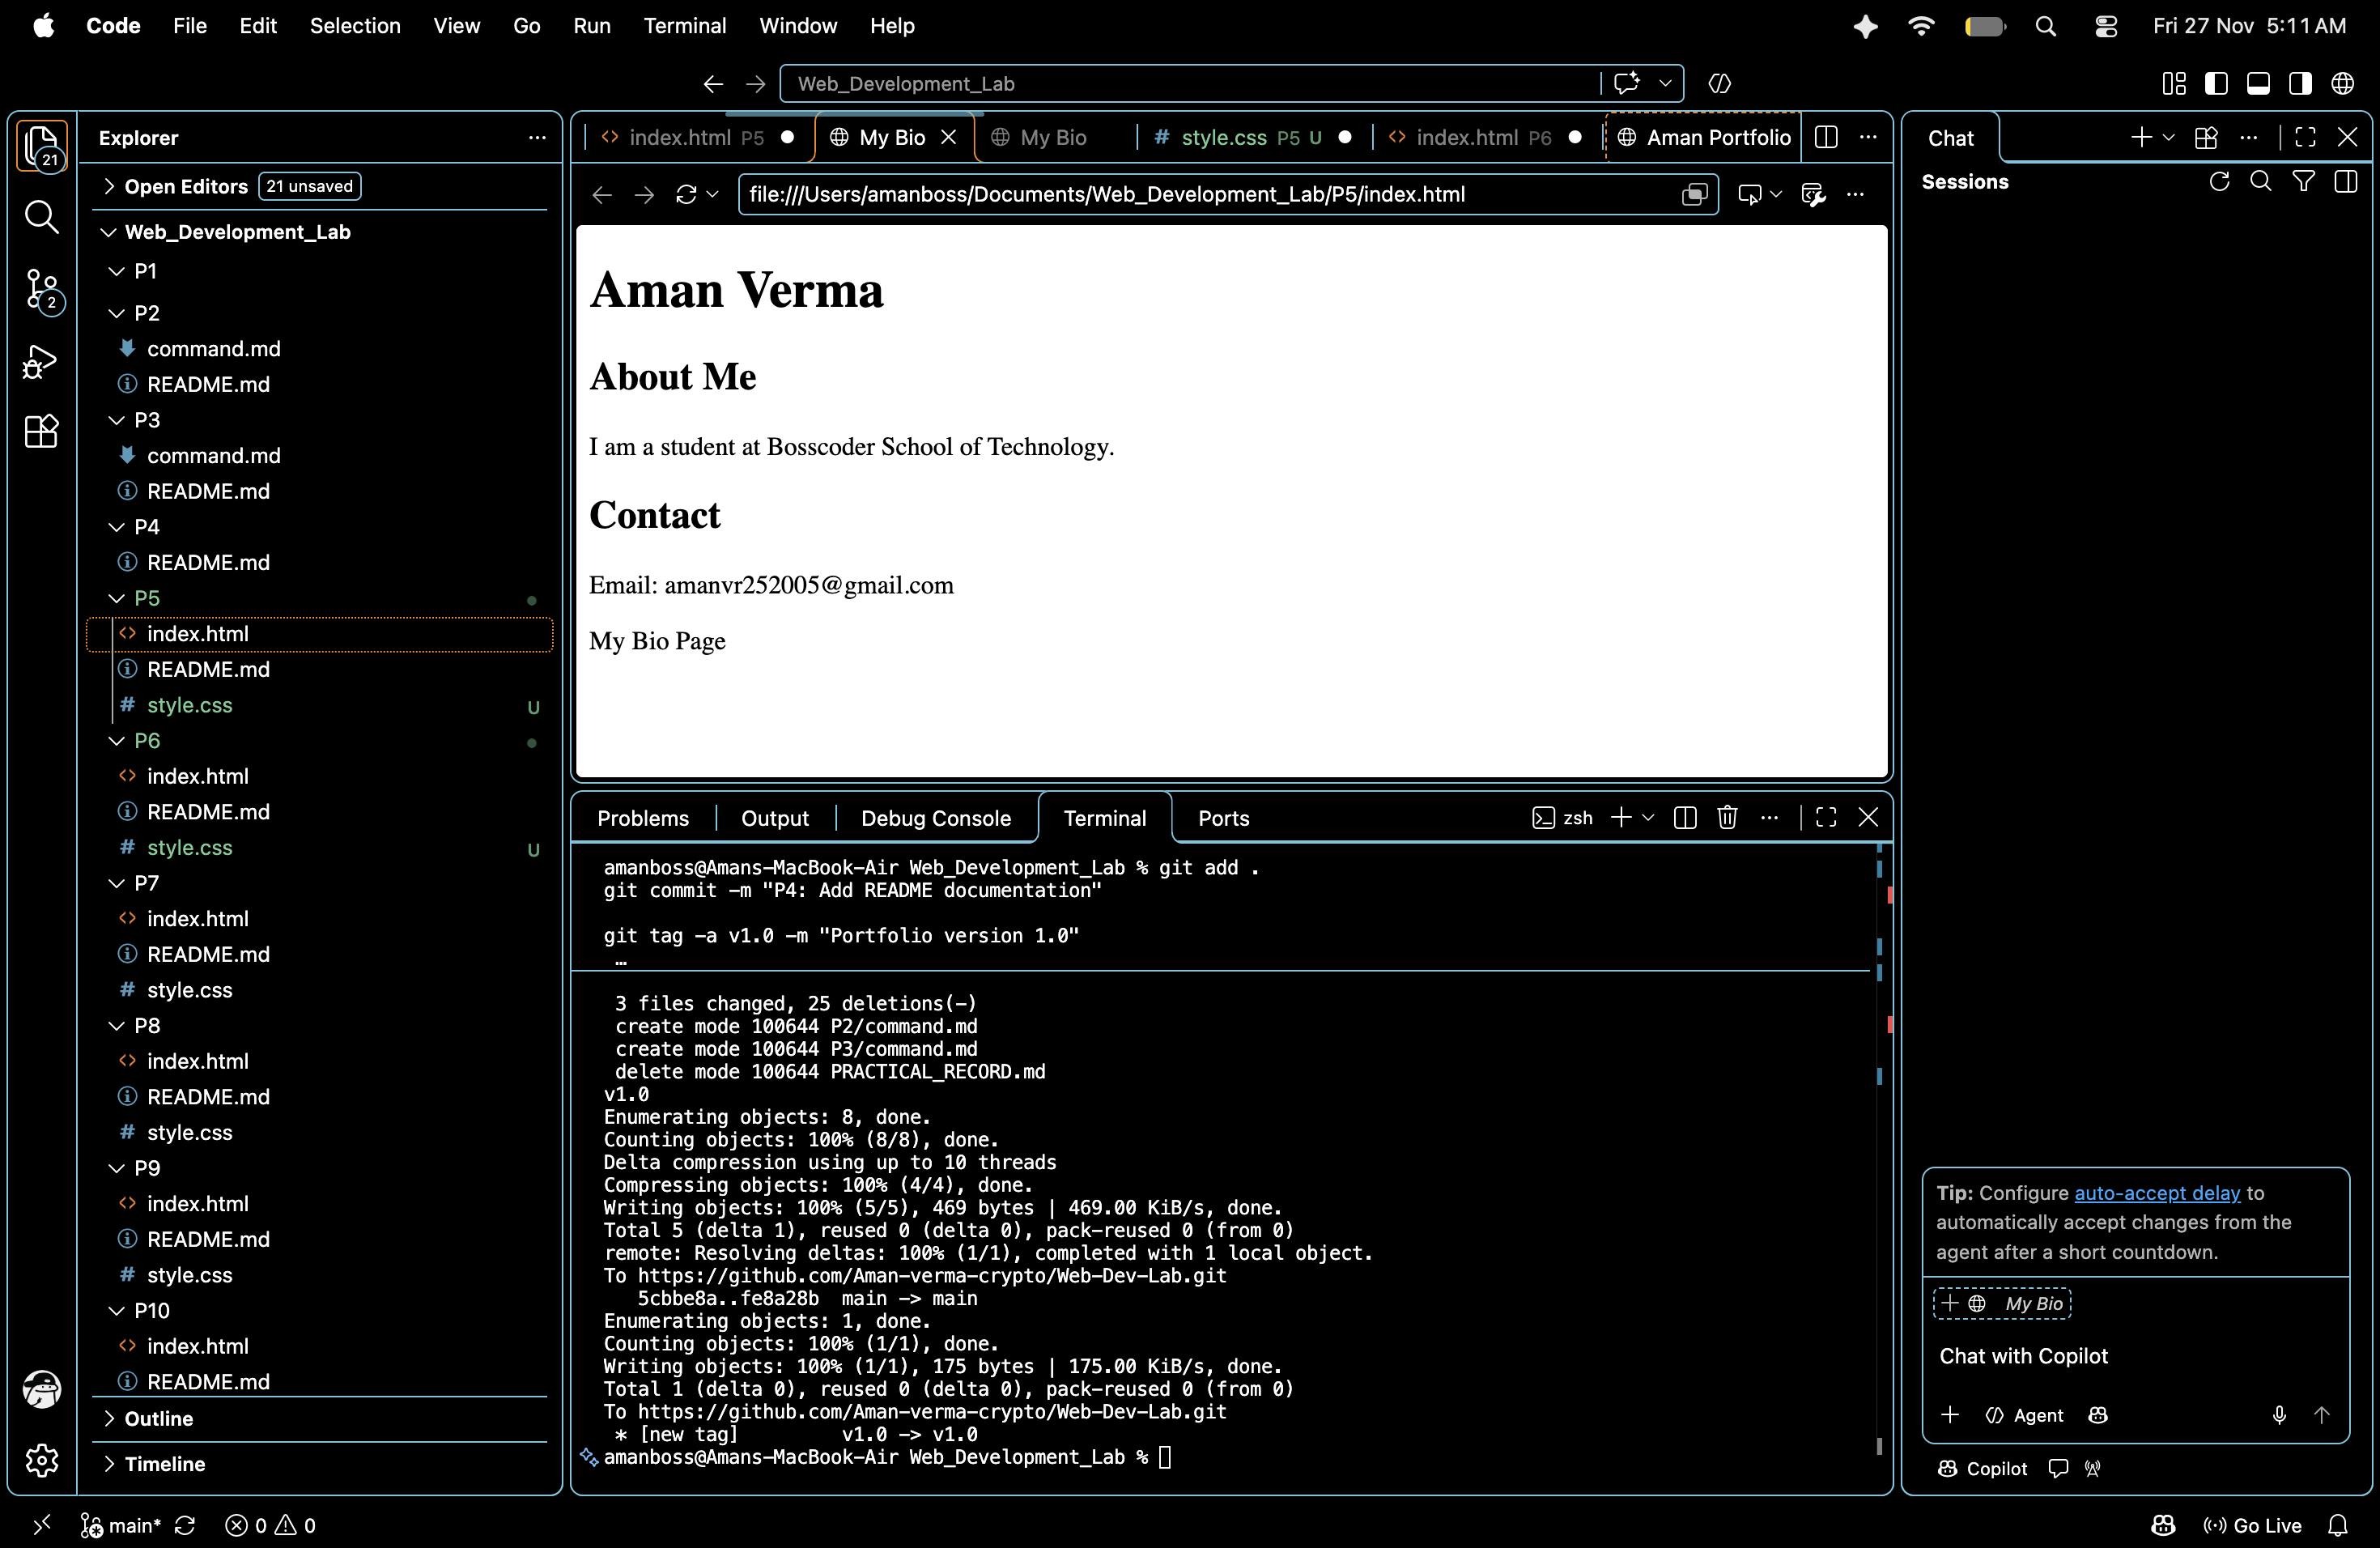 Code File Edit Selection View Go Run Terminal Window Help Fri 27 Nov 5:11 AM
Web_Development_Lab
21
2
Explorer
Open Editors 21 unsaved
Web_Development_Lab
P1
P2
command.md
README.md
P3
command.md
README.md
P4
README.md
P5
index.html
README.md
style.css U
P6
index.html
README.md
style.css U
P7
index.html
README.md
style.css
P8
index.html
README.md
style.css
P9
index.html
README.md
style.css
P10
index.html
README.md
Outline
Timeline
index.html P5 My Bio My Bio style.css P5 U index.html P6 Aman Portfolio
file:///Users/amanboss/Documents/Web_Development_Lab/P5/index.html
Aman Verma
About Me
I am a student at Bosscoder School of Technology.
Contact
Email: amanvr252005@gmail.com
My Bio Page
Problems Output Debug Console Terminal Ports zsh
amanboss@Amans-MacBook-Air Web_Development_Lab % git add .
git commit -m "P4: Add README documentation"
git tag -a v1.0 -m "Portfolio version 1.0"
…
3 files changed, 25 deletions(-)
create mode 100644 P2/command.md
create mode 100644 P3/command.md
delete mode 100644 PRACTICAL_RECORD.md
v1.0
Enumerating objects: 8, done.
Counting objects: 100% (8/8), done.
Delta compression using up to 10 threads
Compressing objects: 100% (4/4), done.
Writing objects: 100% (5/5), 469 bytes | 469.00 KiB/s, done.
Total 5 (delta 1), reused 0 (delta 0), pack-reused 0 (from 0)
remote: Resolving deltas: 100% (1/1), completed with 1 local object.
To https://github.com/Aman-verma-crypto/Web-Dev-Lab.git
5cbbe8a..fe8a28b main -> main
Enumerating objects: 1, done.
Counting objects: 100% (1/1), done.
Writing objects: 100% (1/1), 175 bytes | 175.00 KiB/s, done.
Total 1 (delta 0), reused 0 (delta 0), pack-reused 0 (from 0)
To https://github.com/Aman-verma-crypto/Web-Dev-Lab.git
* [new tag] v1.0 -> v1.0
amanboss@Amans-MacBook-Air Web_Development_Lab %
Chat
Sessions
Tip: Configure auto-accept delay to
automatically accept changes from the
agent after a short countdown.
My Bio
Chat with Copilot
Agent
Copilot
main* 0 0 Go Live